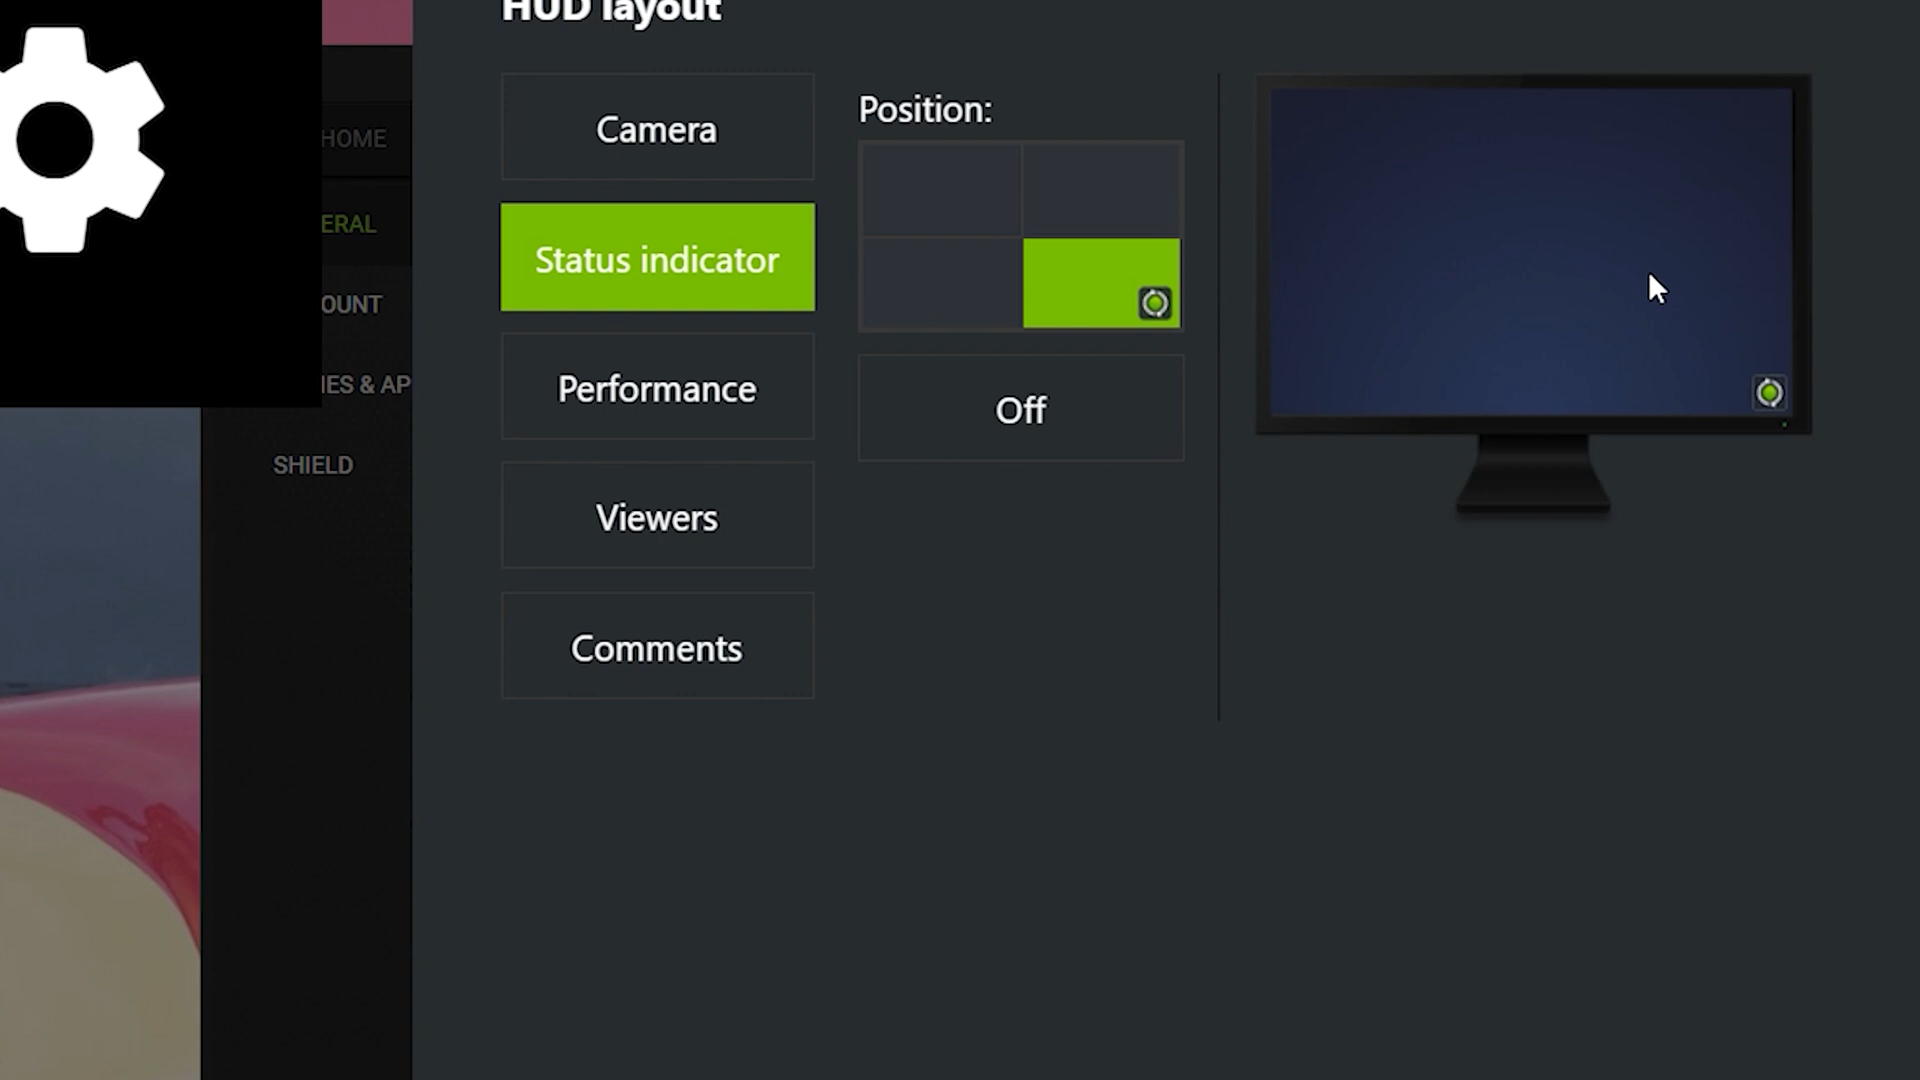 HUD layout
HOME
ERAL
OUNT
IES & AP
SHIELD
Camera
Status indicator
Performance
Viewers
Comments
Position:
Off